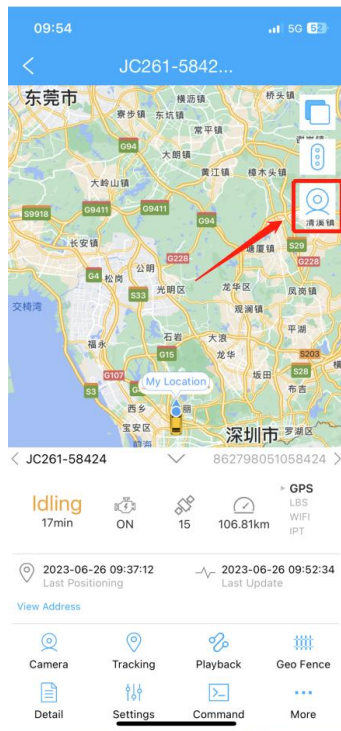 09:54
5G 62
JC261-5842...
东莞市
横沥镇
桥头镇
寮步镇
东坑镇
常平镇
G94
大朗镇
黄江镇
樟木头镇
大岭山镇
S9918
G9411
G9411
G94
清溪镇
长安镇
塘厦镇
S29
G228
G228
G4
松岗
公明
S33
光明区
龙华区
凤岗镇
交椅湾
观澜镇
福永
石岩
大浪
平湖
G15
龙华
S203
G107
My Location
坂田
S28
S3
布吉
西乡
宝安区
深圳市
罗湖区
前海
JC261-58424
862798051058424
Idling
17min
ON
15
106.81km
GPS
LBS
WIFI
IPT
2023-06-26 09:37:12
Last Positioning
2023-06-26 09:52:34
Last Update
View Address
Camera
Tracking
Playback
Geo Fence
Detail
Settings
Command
More